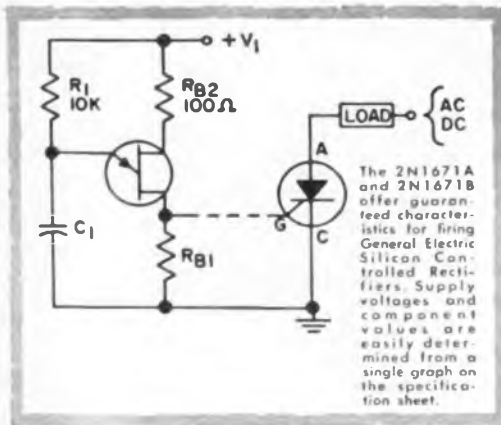 +V₁
R₁
10K
R_B2
100Ω
LOAD
AC
DC
A
G
C
C₁
R_B1
The 2N1671A
and 2N1671B
offer guaran-
teed character-
istics for firing
General Electric
Silicon Con-
trolled Recti-
fiers. Supply
voltages and
component
values are
easily deter-
mined from a
single graph on
the specifica-
tion sheet.